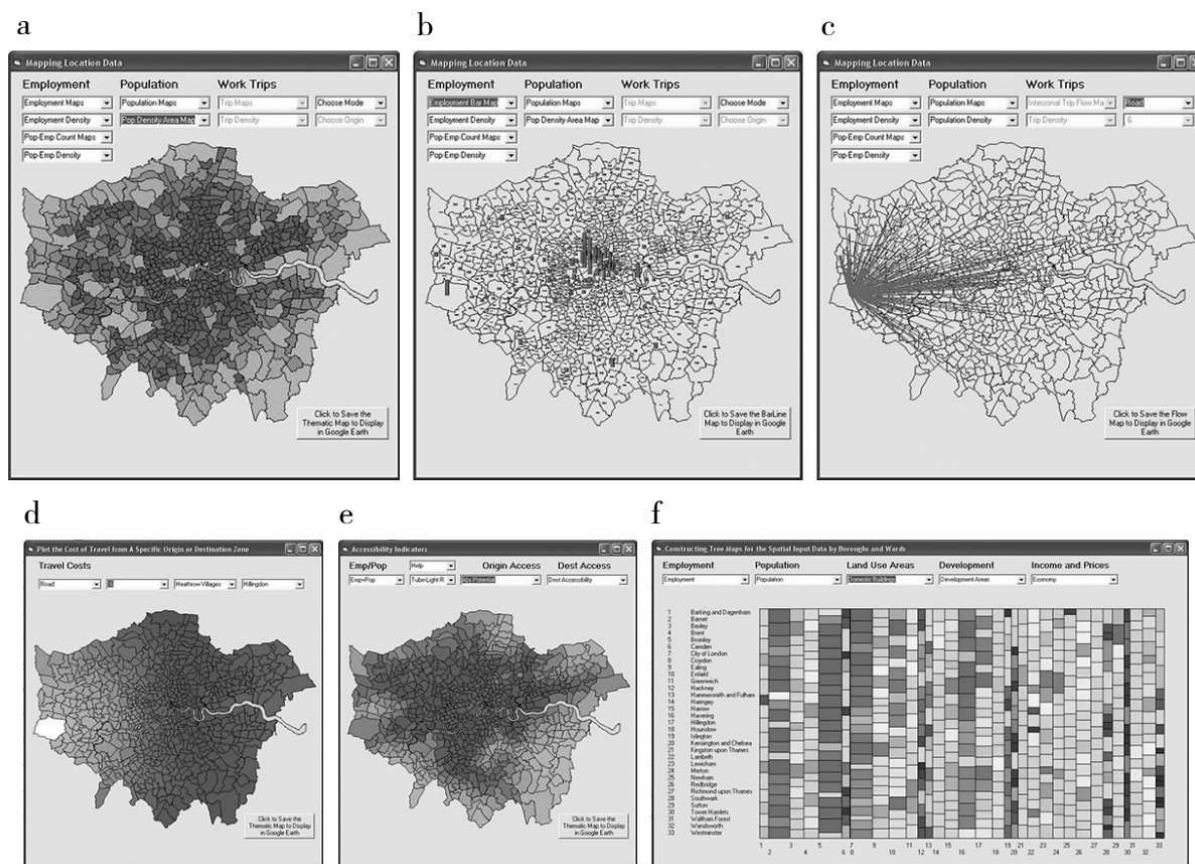 a
b
c
Mapping Location Data
Employment
Population
Work Trips
Employment Maps
Population Maps
Trip Maps
Choose Mode
Employment Density
Pop Density Area Map
Trip Density
Choose Origin
Pop-Emp Count Maps
Pop-Emp Density
Click to Save the
Thematic Map to Display
in Google Earth
Mapping Location Data
Employment
Population
Work Trips
Employment Bar Map
Population Maps
Trip Maps
Choose Mode
Employment Density
Pop Density Area Map
Trip Density
Choose Origin
Pop-Emp Count Maps
Pop-Emp Density
Click to Save the BarLine
Map to Display in Google
Earth
Mapping Location Data
Employment
Population
Work Trips
Employment Maps
Population Maps
Interzonal Trip Flow Ma
Road
Employment Density
Population Density
Trip Density
6
Pop-Emp Count Maps
Pop-Emp Density
Click to Save the Flow
Map to Display in Google
Earth
d
e
f
Plot the Cost of Travel from A Specific Origin or Destination Zone
Travel Costs
Road
Heathrow Villages
Hillingdon
Click to Save the
Thematic Map to Display
in Google Earth
Accessibility Indicators
Emp/Pop
Help
Origin Access
Dest Access
Emp+Pop
Tube-Light R
Potential
Dest Accessibility
Click to Save the
Thematic Map to Display
in Google Earth
Constructing Tree Maps for the Spatial Input Data by Boroughs and Wards
Employment
Population
Land Use Areas
Development
Income and Prices
Employment
Population
Domestic Buildings
Development Areas
Economy
1 Barking and Dagenham
2 Barnet
3 Bexley
4 Brent
5 Bromley
6 Camden
7 City of London
8 Croydon
9 Ealing
10 Enfield
11 Greenwich
12 Hackney
13 Hammersmith and Fulham
14 Haringey
15 Harrow
16 Havering
17 Hillingdon
18 Hounslow
19 Islington
20 Kensington and Chelsea
21 Kingston upon Thames
22 Lambeth
23 Lewisham
24 Merton
25 Newham
26 Redbridge
27 Richmond upon Thames
28 Southwark
29 Sutton
30 Tower Hamlets
31 Waltham Forest
32 Wandsworth
33 Westminster
1 3 5 7 9 11 13 15 17 19 21 23 25 27 29 31 33
2 4 6 8 10 12 14 16 18 20 22 24 26 28 30 32